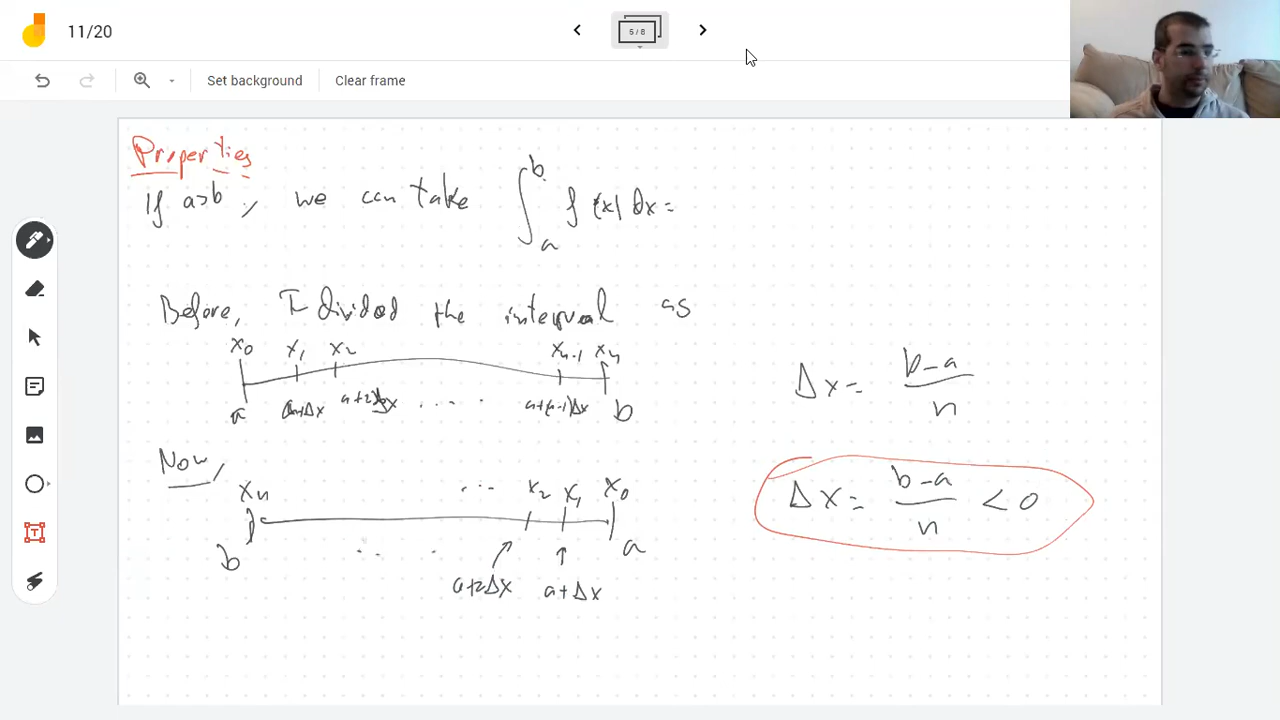 11/20
5 / 8
Set background
Clear frame
Properties
If a>b, we can take ∫_a^b f(x) dx =
Before, I divided the interval as
x₀ x₁ x₂ xₙ₋₁ xₙ
a a+Δx a+2Δx . . . . . a+(n-1)Δx b
Δx = (b-a)/n
Now,
xₙ ... x₂ x₁ x₀
b . . . a
a+2Δx a+Δx
Δx = (b-a)/n < 0